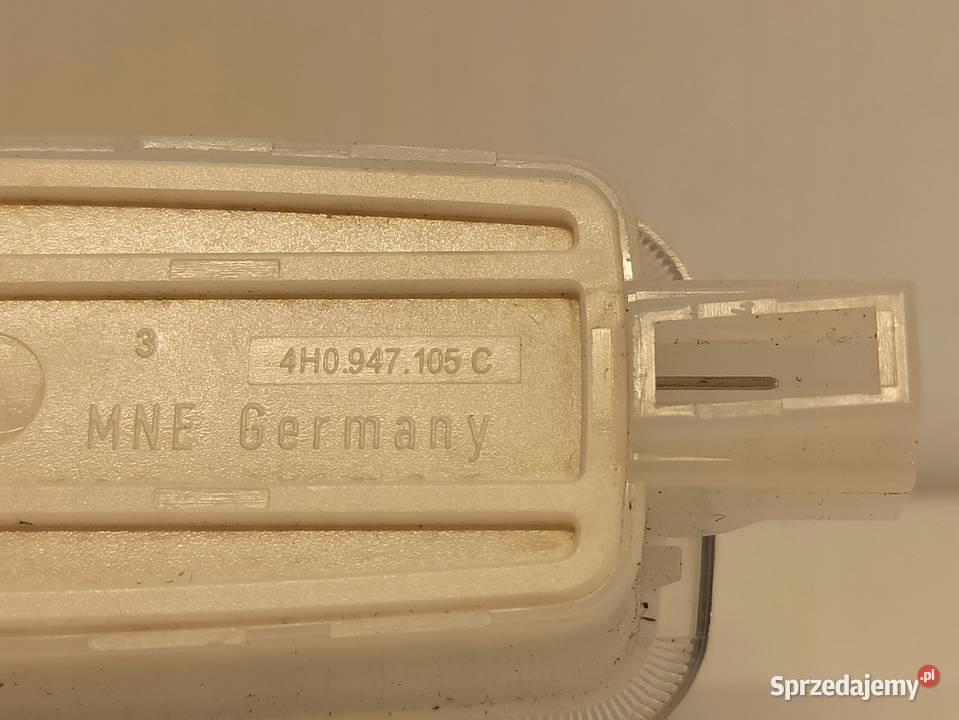 3
4H0.947.105 C
MNE Germany
Sprzedajemy.pl